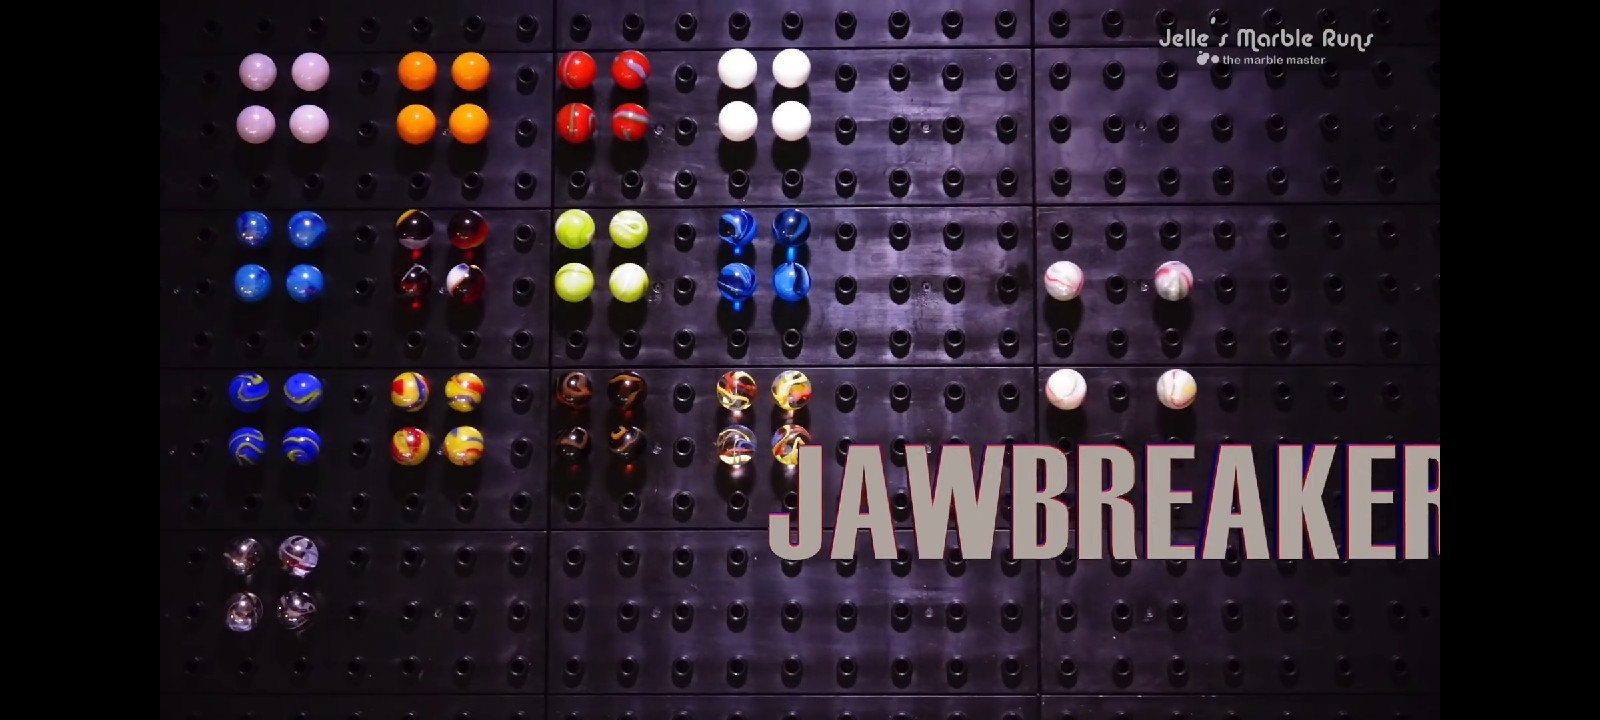 Jelle's Marble Runs
the marble master
JAWBREAKER